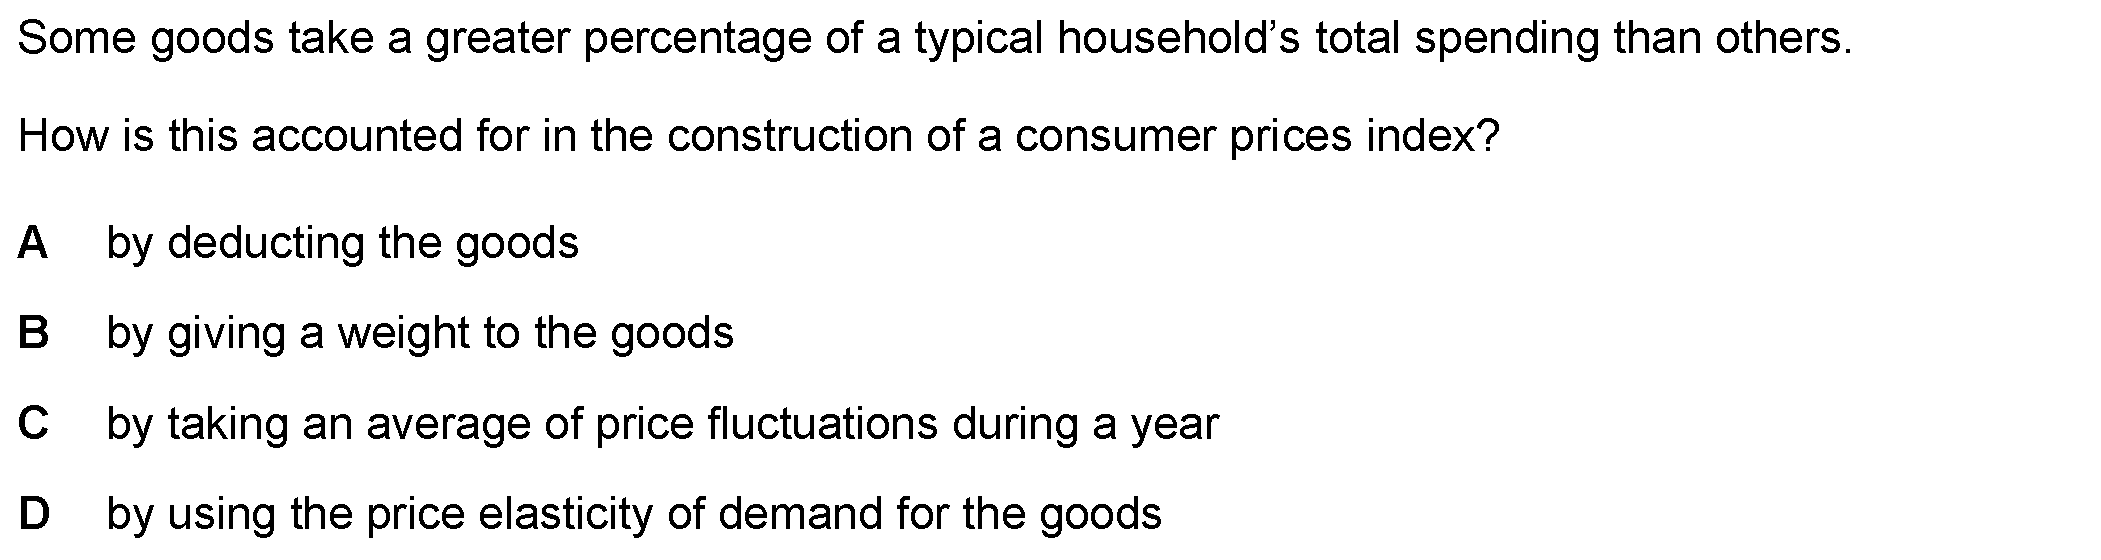 Some goods take a greater percentage of a typical household’s total spending than others.
How is this accounted for in the construction of a consumer prices index?
A by deducting the goods
B by giving a weight to the goods
C by taking an average of price fluctuations during a year
D by using the price elasticity of demand for the goods